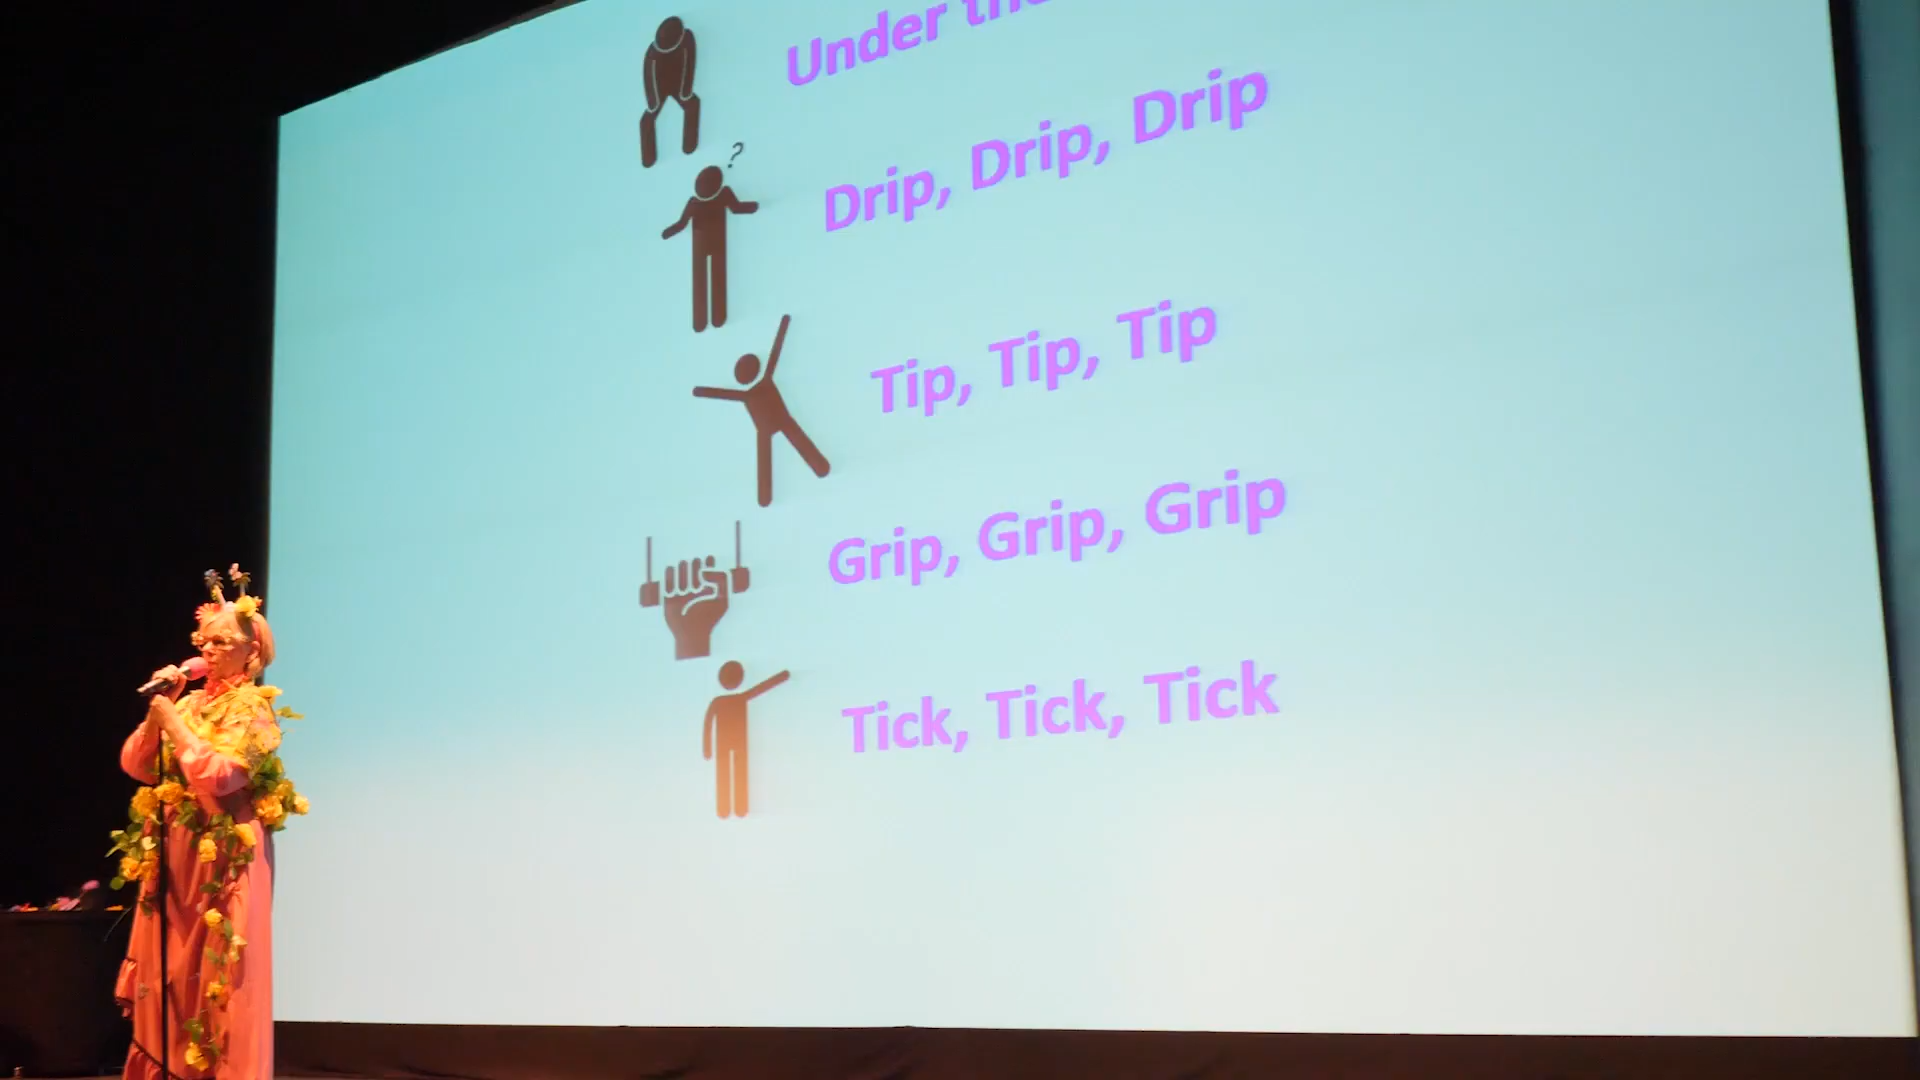 Under
Drip, Drip, Drip
?
Tip, Tip, Tip
Grip, Grip, Grip
Tick, Tick, Tick